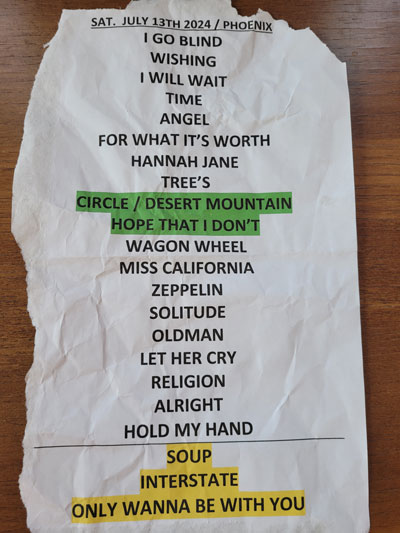 SAT. JULY 13TH 2024 / PHOENIX
I GO BLIND
WISHING
I WILL WAIT
TIME
ANGEL
FOR WHAT IT'S WORTH
HANNAH JANE
TREE'S
CIRCLE / DESERT MOUNTAIN
HOPE THAT I DON'T
WAGON WHEEL
MISS CALIFORNIA
ZEPPELIN
SOLITUDE
OLDMAN
LET HER CRY
RELIGION
ALRIGHT
HOLD MY HAND
SOUP
INTERSTATE
ONLY WANNA BE WITH YOU